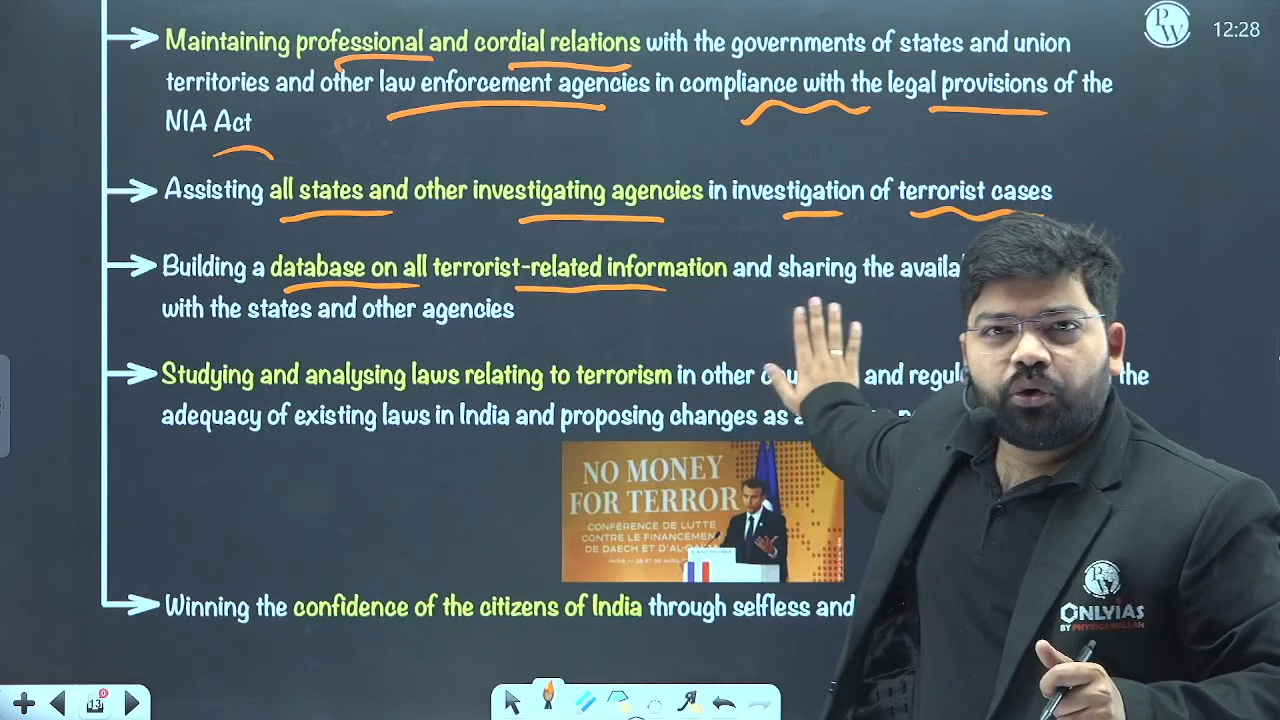 Maintaining professional and cordial relations with the governments of states and union
territories and other law enforcement agencies in compliance with the legal provisions of the
NIA Act
Assisting all states and other investigating agencies in investigation of terrorist cases
Building a database on all terrorist-related information and sharing the
with the states and other agencies
Studying and analysing laws relating to terrorism in other and the
adequacy of existing laws in India and proposing changes as
NO MONEY
FOR TERROR
CONFÉRENCE DE LUTTE
CONTRE LE FINANCEMEN
DE DAECH ET D'AL-QA
Winning the confidence of the citizens of India through selfless and
PW
12:28
PW
ONLYIAS
BY PHYSICS WALLAH
13
0